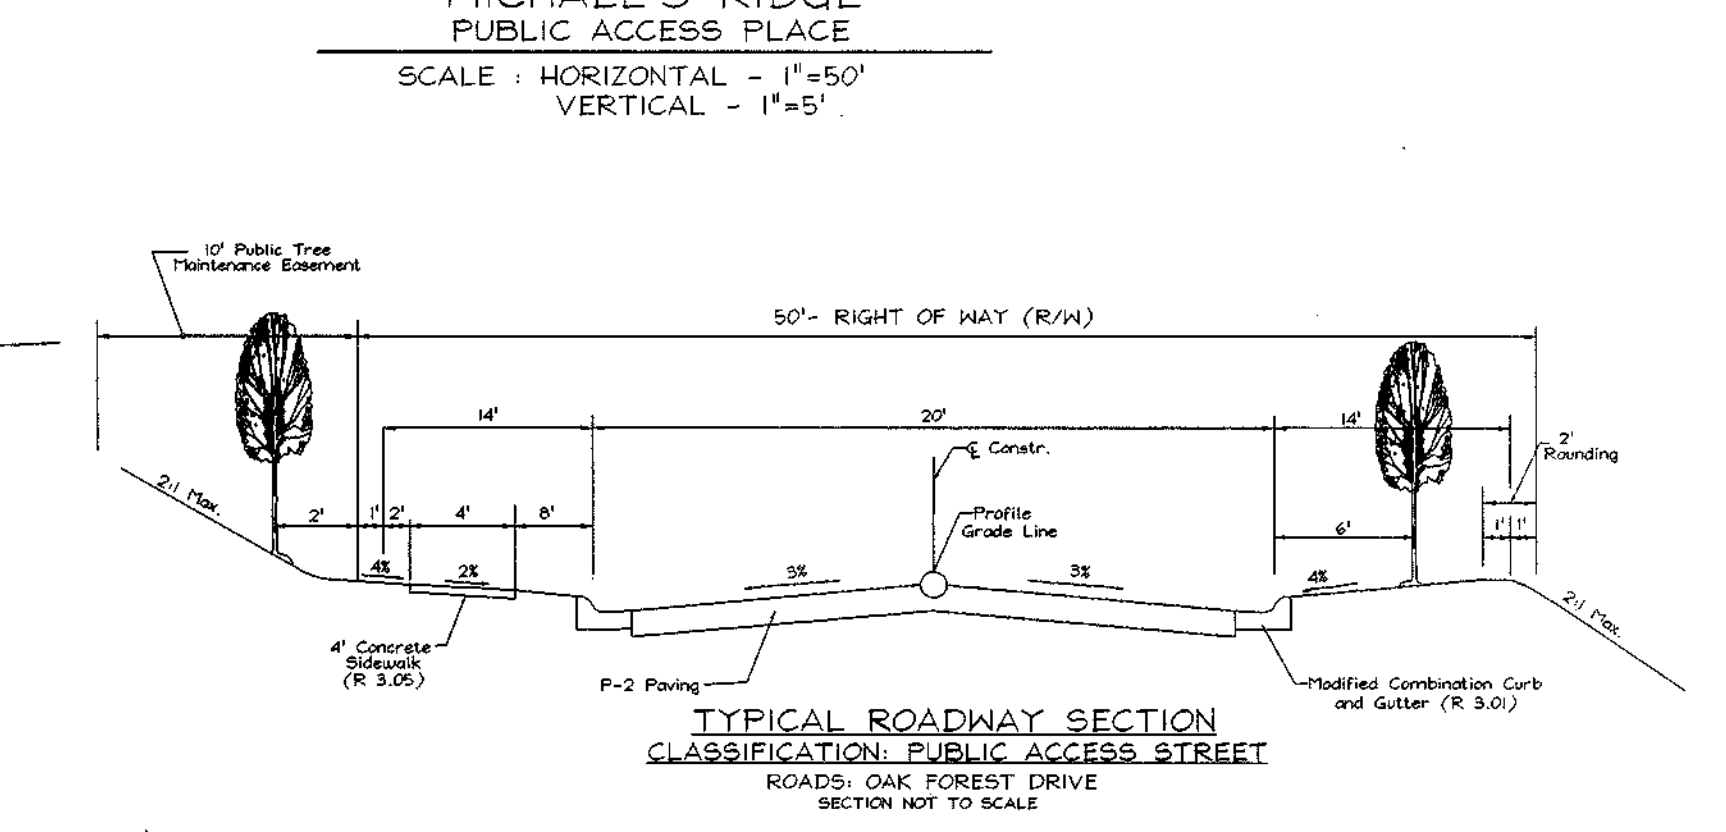 MICHAEL'S RIDGE
PUBLIC ACCESS PLACE
SCALE : HORIZONTAL - 1"=50'
VERTICAL - 1"=5'
10' Public Tree
Maintenance Easement
50'- RIGHT OF WAY (R/W)
14'
20'
14'
2'
Rounding
℄ Constr.
2:1 Max.
2'
1'
2'
4'
8'
Profile
Grade Line
6'
1'
1'
4%
2%
3%
3%
4%
2:1 Max.
4' Concrete
Sidewalk
(R 3.05)
P-2 Paving
Modified Combination Curb
and Gutter (R 3.01)
TYPICAL ROADWAY SECTION
CLASSIFICATION: PUBLIC ACCESS STREET
ROADS: OAK FOREST DRIVE
SECTION NOT TO SCALE